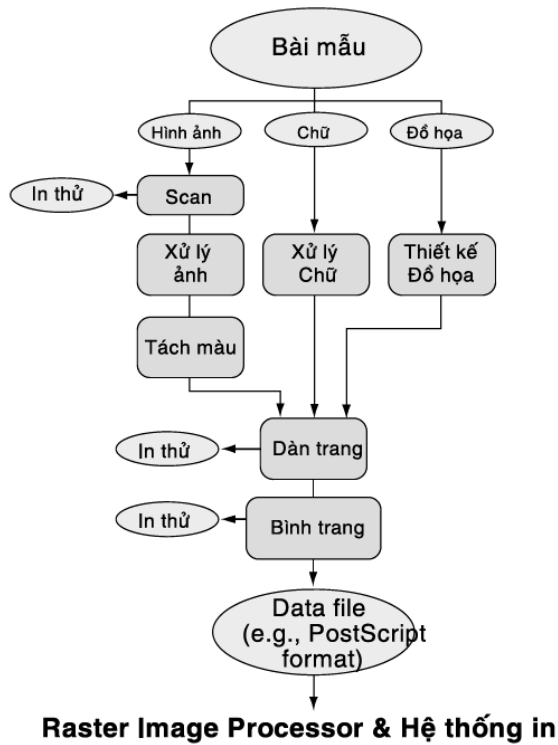 Bài mẫu
Hình ảnh
Chữ
Đồ họa
In thử
Scan
Xử lý
ảnh
Xử lý
Chữ
Thiết kế
Đồ họa
Tách màu
In thử
Dàn trang
In thử
Bình trang
Data file
(e.g., PostScript
format)
Raster Image Processor & Hệ thống in